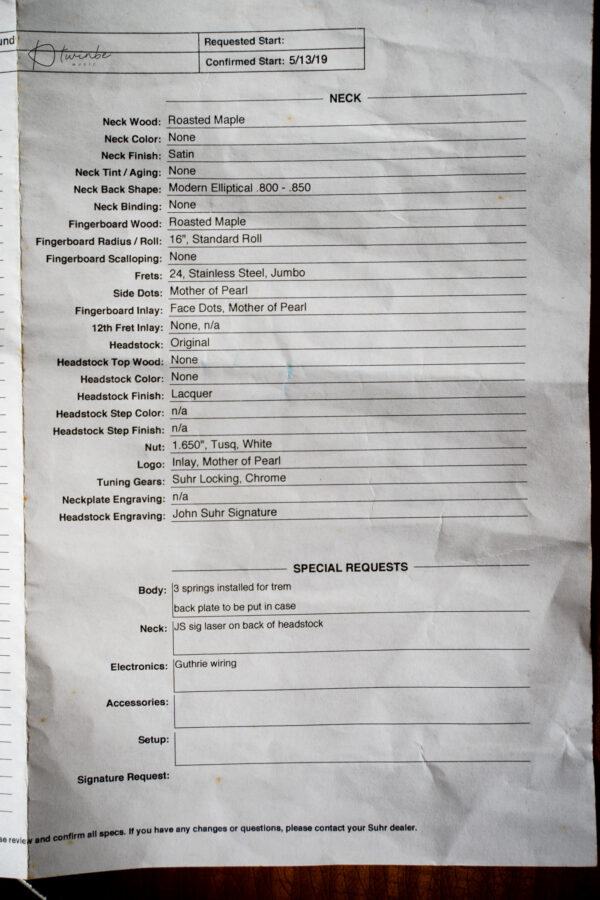 und
twinbe
MUSIC
Requested Start:
Confirmed Start: 5/13/19
NECK
Neck Wood: Roasted Maple
Neck Color: None
Neck Finish: Satin
Neck Tint / Aging: None
Neck Back Shape: Modern Elliptical .800 - .850
Neck Binding: None
Fingerboard Wood: Roasted Maple
Fingerboard Radius / Roll: 16", Standard Roll
Fingerboard Scalloping: None
Frets: 24, Stainless Steel, Jumbo
Side Dots: Mother of Pearl
Fingerboard Inlay: Face Dots, Mother of Pearl
12th Fret Inlay: None, n/a
Headstock: Original
Headstock Top Wood: None
Headstock Color: None
Headstock Finish: Lacquer
Headstock Step Color: n/a
Headstock Step Finish: n/a
Nut: 1.650", Tusq, White
Logo: Inlay, Mother of Pearl
Tuning Gears: Suhr Locking, Chrome
Neckplate Engraving: n/a
Headstock Engraving: John Suhr Signature
SPECIAL REQUESTS
Body: 3 springs installed for trem
back plate to be put in case
Neck: JS sig laser on back of headstock
Electronics: Guthrie wiring
Accessories:
Setup:
Signature Request:
se review and confirm all specs. If you have any changes or questions, please contact your Suhr dealer.